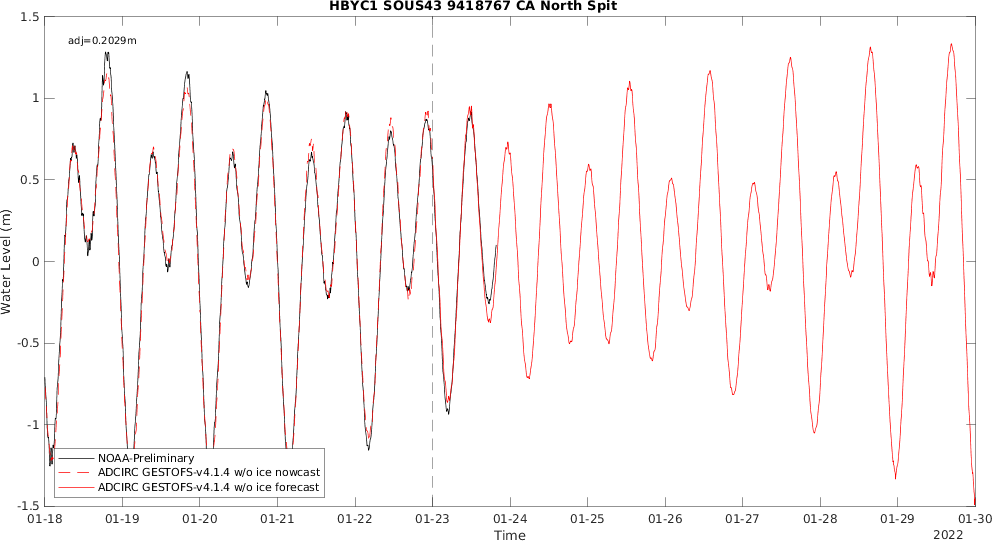 HBYC1 SOUS43 9418767 CA North Spit
adj=0.2029m
Water Level (m)
1.5
1
0.5
0
-0.5
-1
-1.5
NOAA-Preliminary
ADCIRC GESTOFS-v4.1.4 w/o ice nowcast
ADCIRC GESTOFS-v4.1.4 w/o ice forecast
01-18 01-19 01-20 01-21 01-22 01-23 01-24 01-25 01-26 01-27 01-28 01-29 01-30
Time
2022